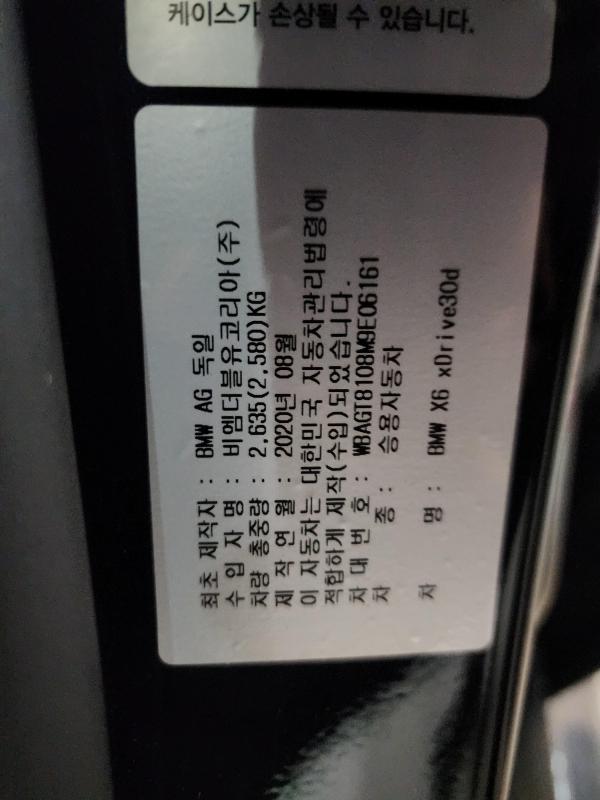 케이스가 손상될 수 있습니다.
최초 제작자 : BMW AG 독일
수 입 자 명 : 비엠더블유코리아(주)
차량 총중량 : 2,635(2,580)KG
제 작 연 월 : 2020년 08월
이 자동차는 대한민국 자동차관리법령에
적합하게 제작(수입)되었습니다.
차 대 번 호 : WBAGT8108M9E06161
차 종 : 승용자동차
차 명 : BMW X6 xDrive30d